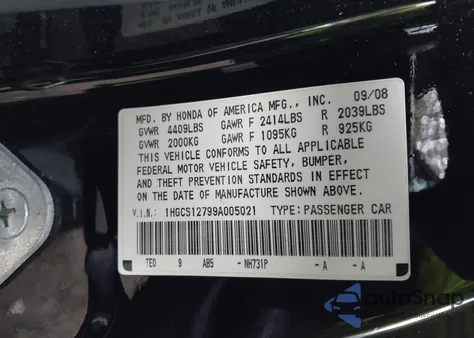 MFD. BY HONDA OF AMERICA MFG., INC. 09/08
GVWR 4409LBS GAWR F 2414LBS R 2039LBS
GVWR 2000KG GAWR F 1095KG R 925KG
THIS VEHICLE CONFORMS TO ALL APPLICABLE
FEDERAL MOTOR VEHICLE SAFETY, BUMPER,
AND THEFT PREVENTION STANDARDS IN EFFECT
ON THE DATE OF MANUFACTURE SHOWN ABOVE.
V.I.N.: 1HGCS12799A005021 TYPE: PASSENGER CAR
TE0 9 AB5 - NH731P - A - A
autoSnap